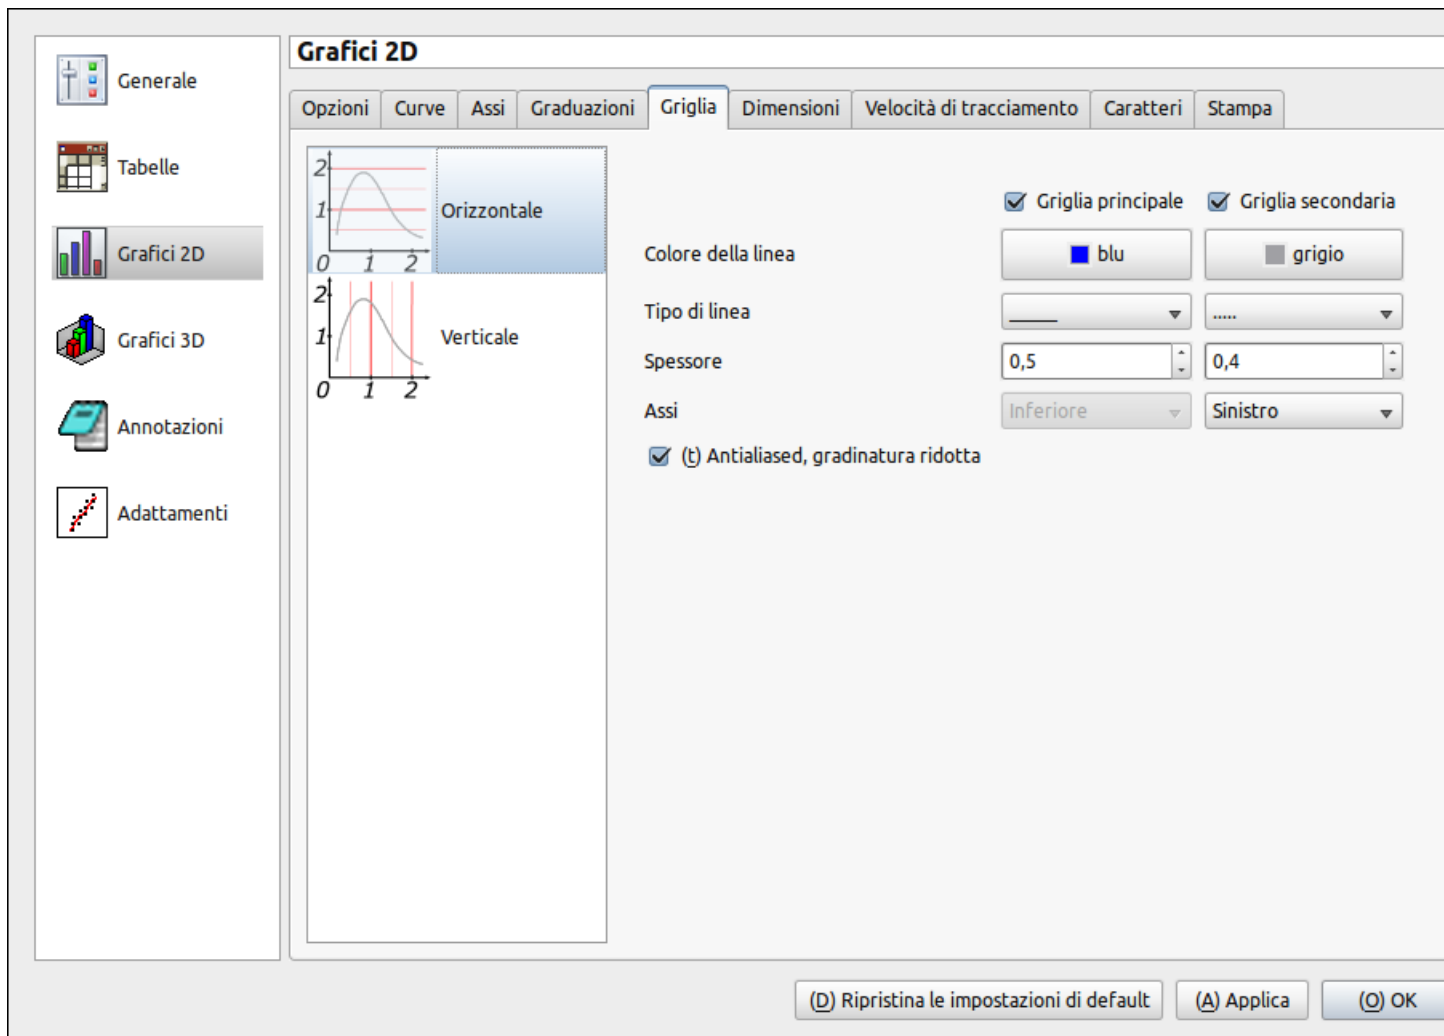 Grafici 2D
Generale
Tabelle
Grafici 2D
Grafici 3D
Annotazioni
Adattamenti
Opzioni Curve Assi Graduazioni Griglia Dimensioni Velocità di tracciamento Caratteri Stampa
2
1
0 1 2
Orizzontale
2
1
0 1 2
Verticale
Griglia principale Griglia secondaria
Colore della linea blu grigio
Tipo di linea _____ .....
Spessore 0,5 0,4
Assi Inferiore Sinistro
(t) Antialiased, gradinatura ridotta
(D) Ripristina le impostazioni di default (A) Applica (O) OK